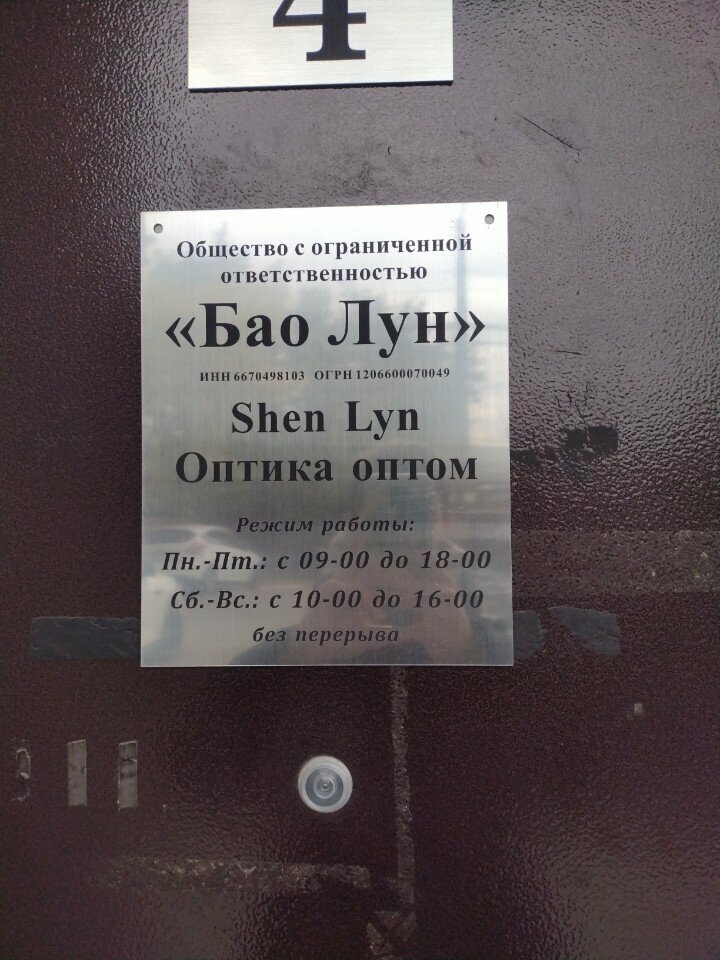 4
Общество с ограниченной
ответственностью
«Бао Лун»
ИНН 6670498103 ОГРН 1206600070049
Shen Lyn
Оптика оптом
Режим работы:
Пн.-Пт.: с 09-00 до 18-00
Сб.-Вс.: с 10-00 до 16-00
без перерыва